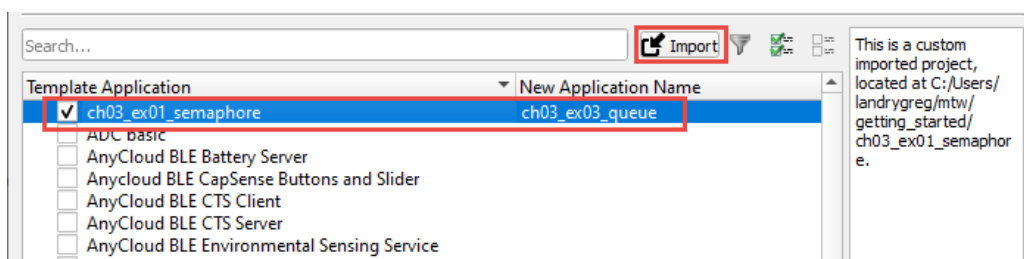 Search...
Import
Template Application
New Application Name
ch03_ex01_semaphore
ch03_ex03_queue
ADC basic
AnyCloud BLE Battery Server
Anycloud BLE CapSense Buttons and Slider
AnyCloud BLE CTS Client
AnyCloud BLE CTS Server
AnyCloud BLE Environmental Sensing Service
This is a custom
imported project,
located at C:/Users/
landrygreg/mtw/
getting_started/
ch03_ex01_semaphor
e.